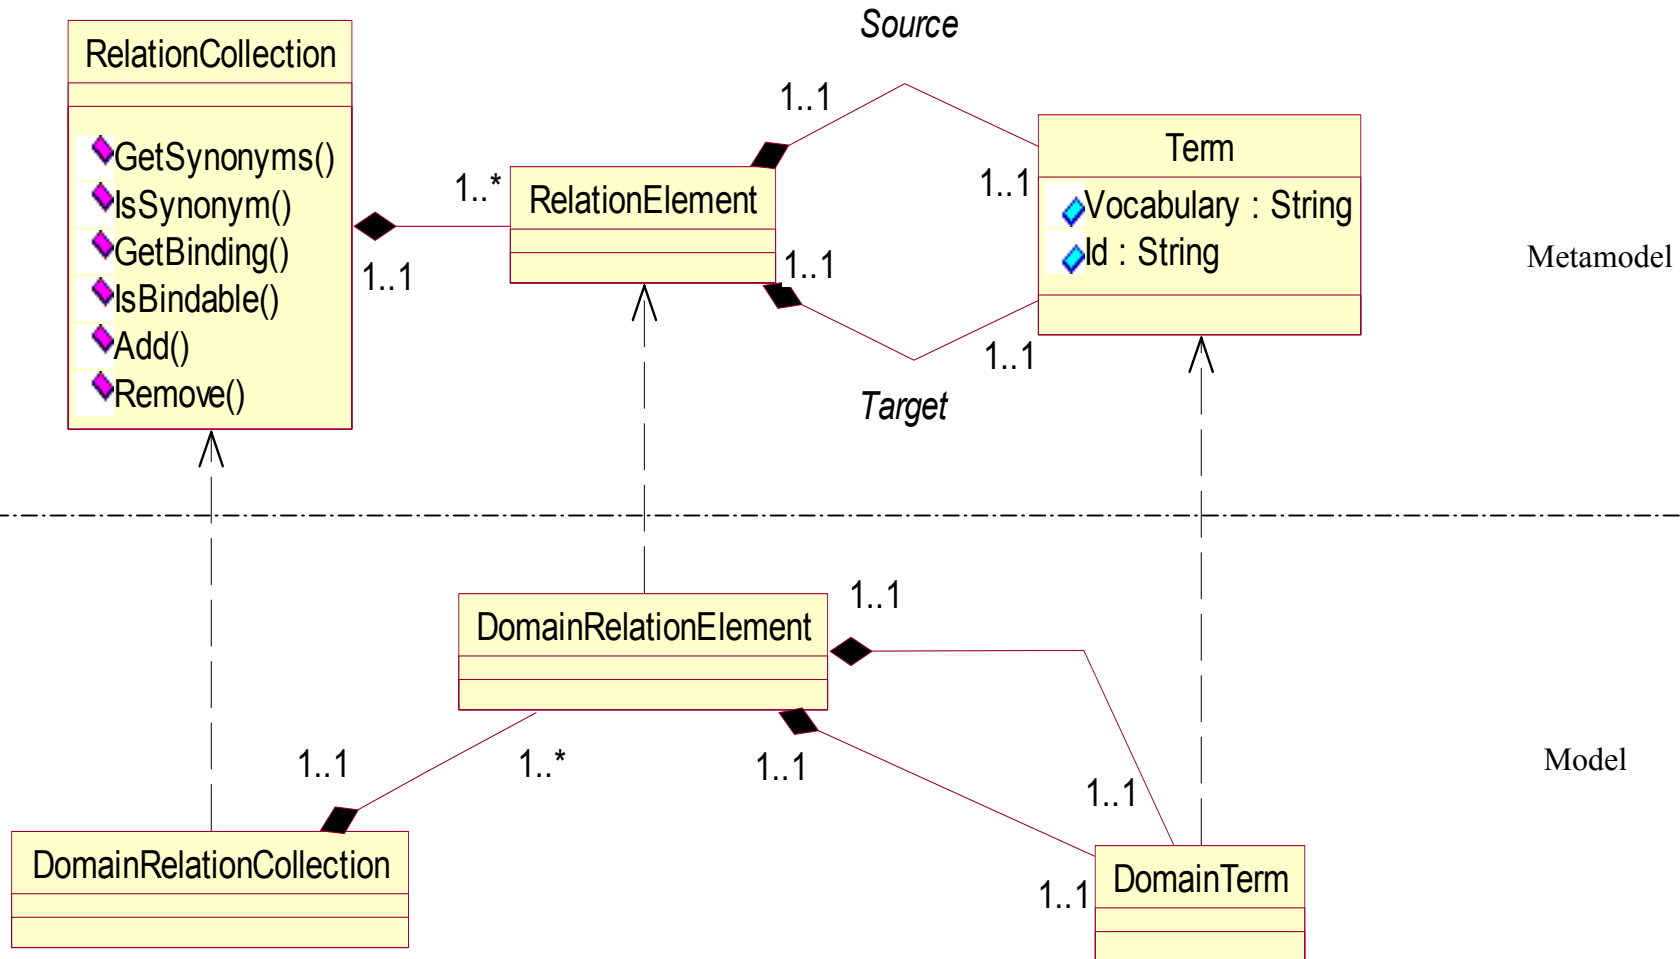 Source
RelationCollection
1..1
Term
GetSynonyms()
IsSynonym()
GetBinding()
IsBindable()
Add()
Remove()
1..*
1..1
RelationElement
1..1
Vocabulary : String
Id : String
1..1
1..1
Target
Metamodel
DomainRelationElement
1..1
1..1
1..*
1..1
1..1
Model
DomainRelationCollection
1..1
DomainTerm